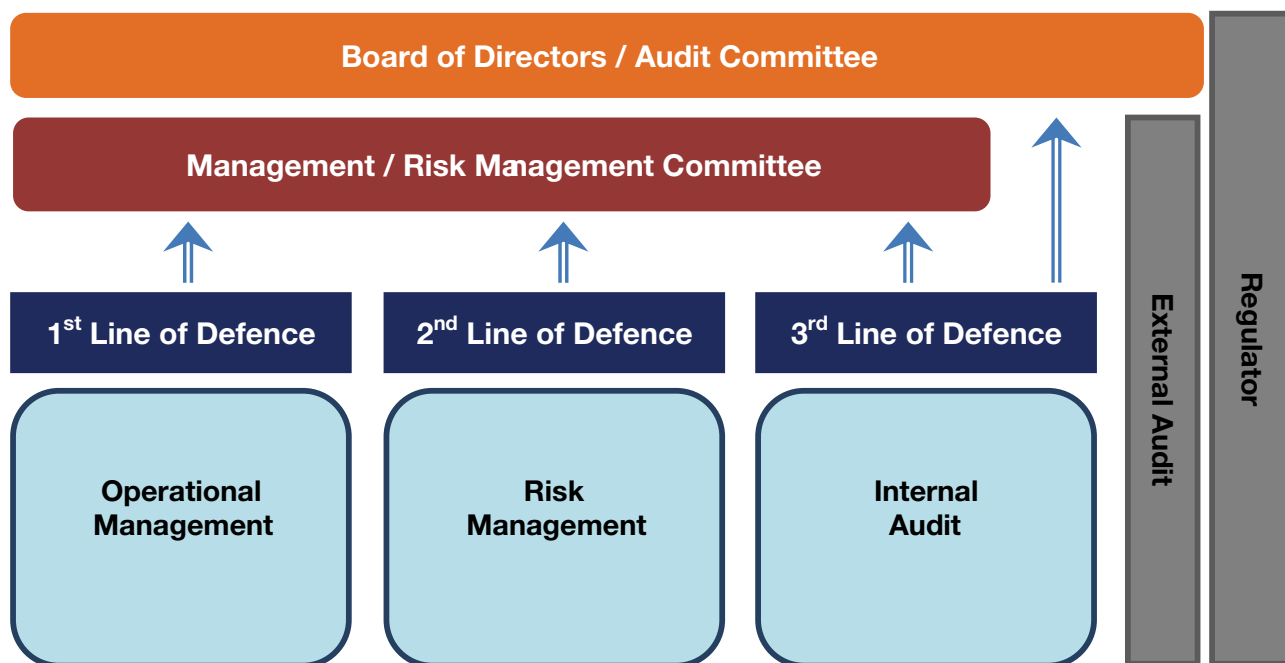 Board of Directors / Audit Committee
Management / Risk Management Committee
1st Line of Defence
2nd Line of Defence
3rd Line of Defence
Operational
Management
Risk
Management
Internal
Audit
External Audit
Regulator